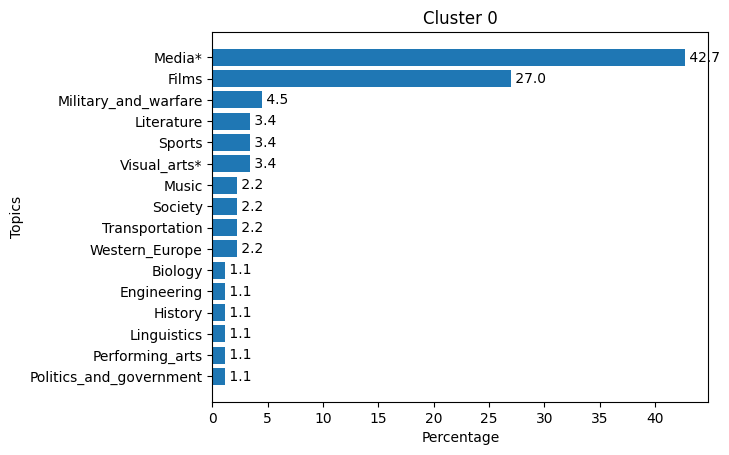 Cluster 0
Topics
Media* 42.7
Films 27.0
Military_and_warfare 4.5
Literature 3.4
Sports 3.4
Visual_arts* 3.4
Music 2.2
Society 2.2
Transportation 2.2
Western_Europe 2.2
Biology 1.1
Engineering 1.1
History 1.1
Linguistics 1.1
Performing_arts 1.1
Politics_and_government 1.1
0 5 10 15 20 25 30 35 40
Percentage